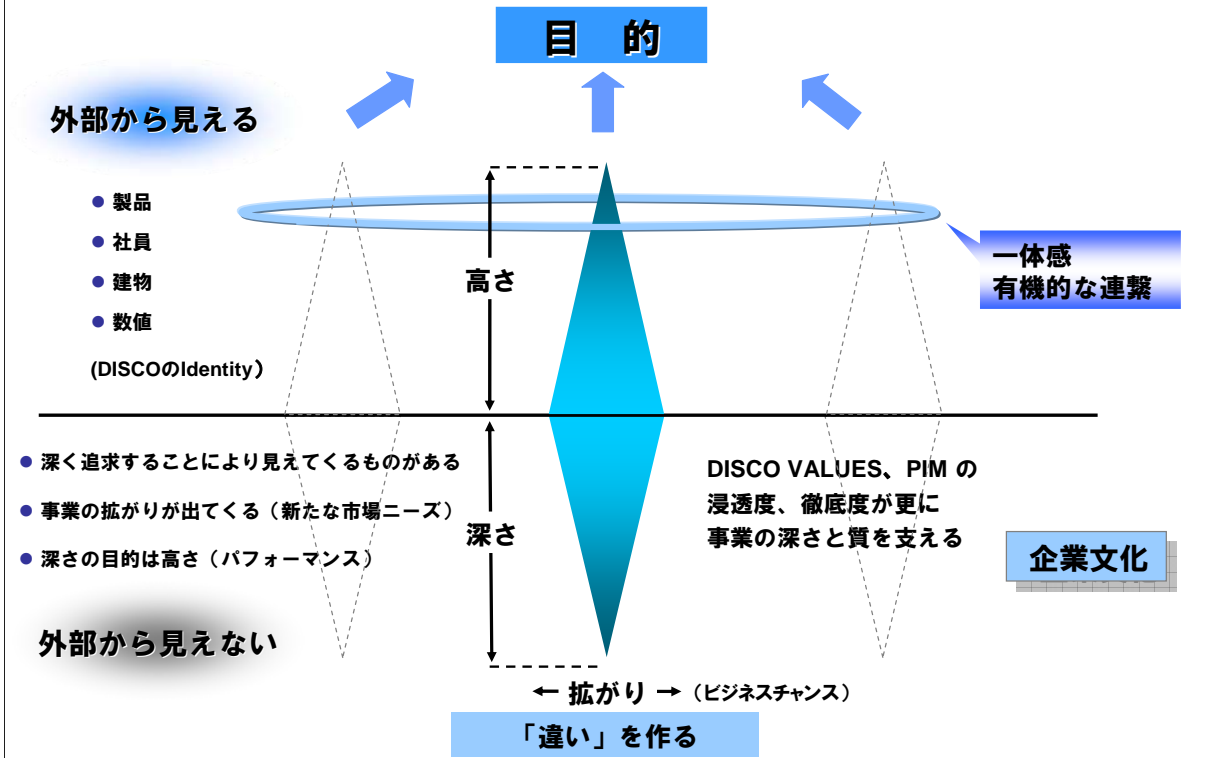 目 的
外部から見える
● 製品
● 社員
● 建物
● 数値
(DISCOのIdentity）
高さ
一体感
有機的な連繋
● 深く追求することにより見えてくるものがある
● 事業の拡がりが出てくる（新たな市場ニーズ）
● 深さの目的は高さ（パフォーマンス）
深さ
DISCO VALUES、PIM の
浸透度、徹底度が更に
事業の深さと質を支える
企業文化
外部から見えない
← 拡がり → （ビジネスチャンス）
「違い」を作る